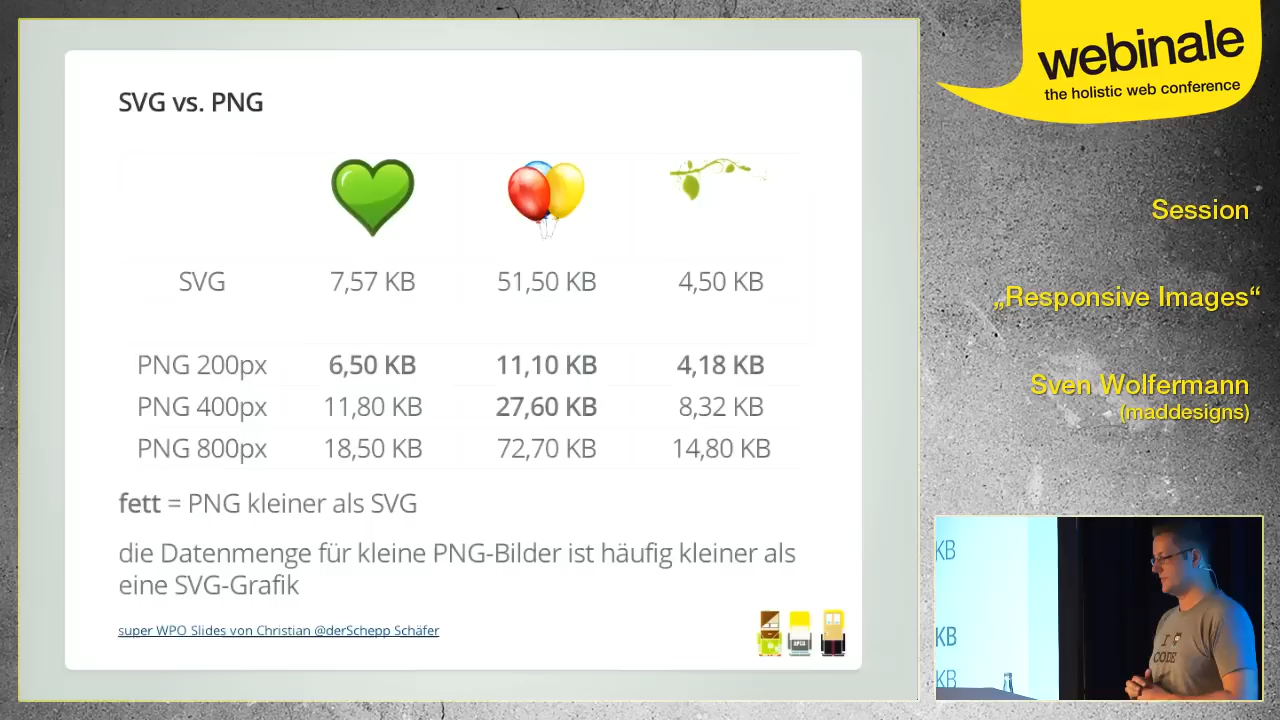 SVG vs. PNG
SVG 7,57 KB 51,50 KB 4,50 KB
PNG 200px 6,50 KB 11,10 KB 4,18 KB
PNG 400px 11,80 KB 27,60 KB 8,32 KB
PNG 800px 18,50 KB 72,70 KB 14,80 KB
fett = PNG kleiner als SVG
die Datenmenge für kleine PNG-Bilder ist häufig kleiner als
eine SVG-Grafik
super WPO Slides von Christian @derSchepp Schäfer
webinale
the holistic web conference
Session
„Responsive Images“
Sven Wolfermann
(maddesigns)
KB
KB
KB
I
CODE